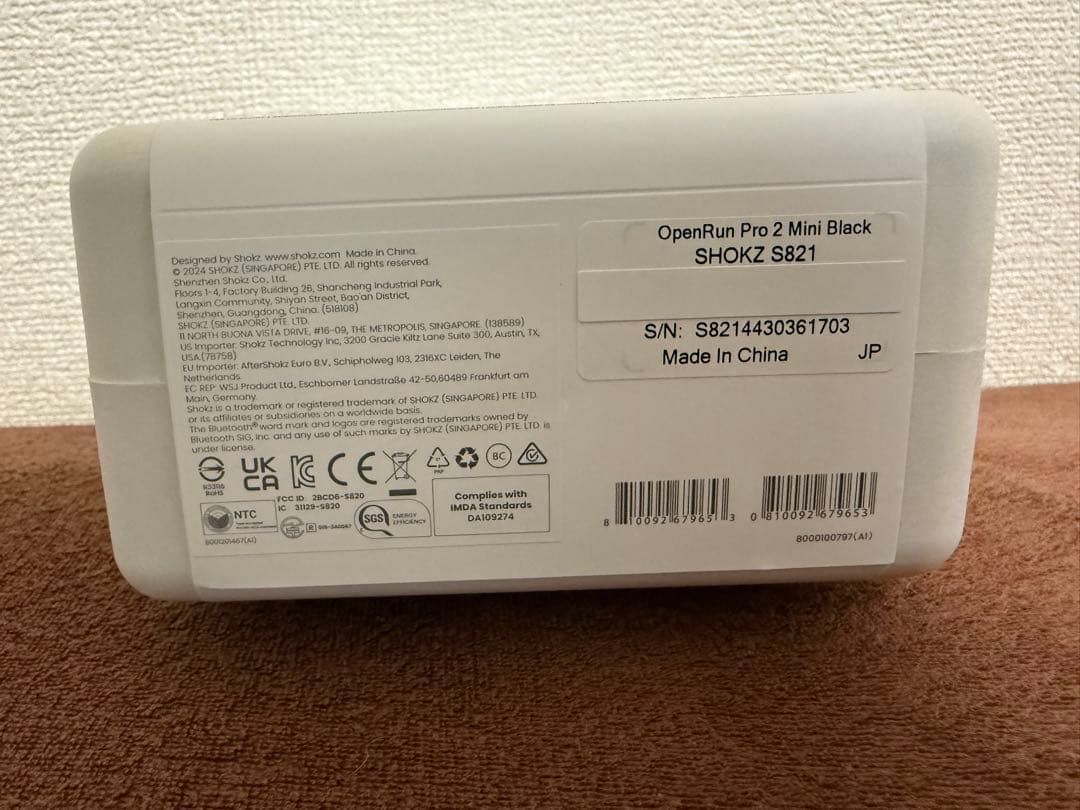 Designed by Shokz. www.shokz.com Made in China.
© 2024 SHOKZ (SINGAPORE) PTE. LTD. All rights reserved.
Shenzhen Shokz Co., Ltd.
Floors 1-4, Factory Building 26, Shancheng Industrial Park,
Langxin Community, Shiyan Street, Bao'an District,
Shenzhen, Guangdong, China. (518108)
SHOKZ (SINGAPORE) PTE. LTD.
11 NORTH BUONA VISTA DRIVE, #16-09, THE METROPOLIS, SINGAPORE (138589)
US Importer: Shokz Technology Inc, 3200 Gracie Kiltz Lane Suite 300, Austin, TX,
USA (78758)
EU Importer: AfterShokz Euro B.V., Schipholweg 103, 2316XC Leiden, The
Netherlands.
EC REP WSJ Product Ltd., Eschborner Landstraße 42-50,60489 Frankfurt am
Main, Germany.
Shokz is a trademark or registered trademark of SHOKZ (SINGAPORE) PTE. LTD.
or its affiliates or subsidiaries on a worldwide basis.
The Bluetooth® word mark and logos are registered trademarks owned by
Bluetooth SIG, Inc. and any use of such marks by SHOKZ (SINGAPORE) PTE. LTD. is
under license.
RoHS
UK
CA
CE
PAP
BC
FCC ID: 2BCD6-S820
IC: 31129-S820
NTC
R
SGS
ENERGY
EFFICIENCY
Complies with
IMDA Standards
DA109274
8001201467(A1)
OpenRun Pro 2 Mini Black
SHOKZ S821
S/N: S8214430361703
Made In China JP
8 10092 67965 3
0 810092 679653
8000100797(A1)